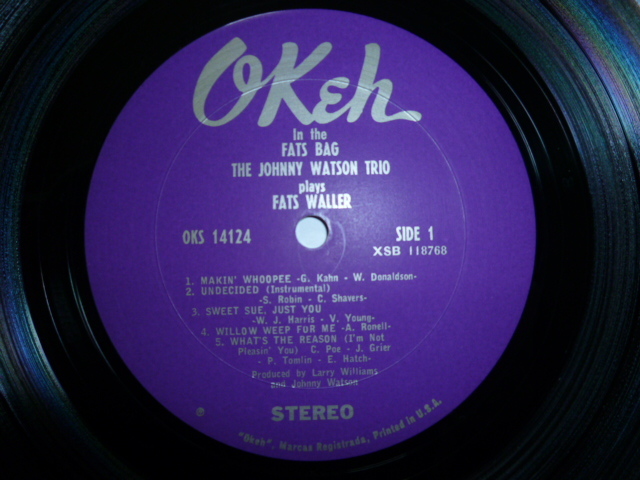 OKeh
In the
FATS BAG
THE JOHNNY WATSON TRIO
plays
FATS WALLER
OKS 14124 SIDE 1
XSB 118768
1. MAKIN' WHOOPEE -G. Kahn - W. Donaldson-
2. UNDECIDED (Instrumental)
-S. Robin - C. Shavers-
3. SWEET SUE, JUST YOU
-W. J. Harris - V. Young-
4. WILLOW WEEP FOR ME -A. Ronell-
5. WHAT'S THE REASON (I'm Not
Pleasin' You) C. Poe - J. Grier
- P. Tomlin - E. Hatch-
Produced by Larry Williams
and Johnny Watson
℗
STEREO
"Okeh". Marcas Registrada. Printed in U.S.A.